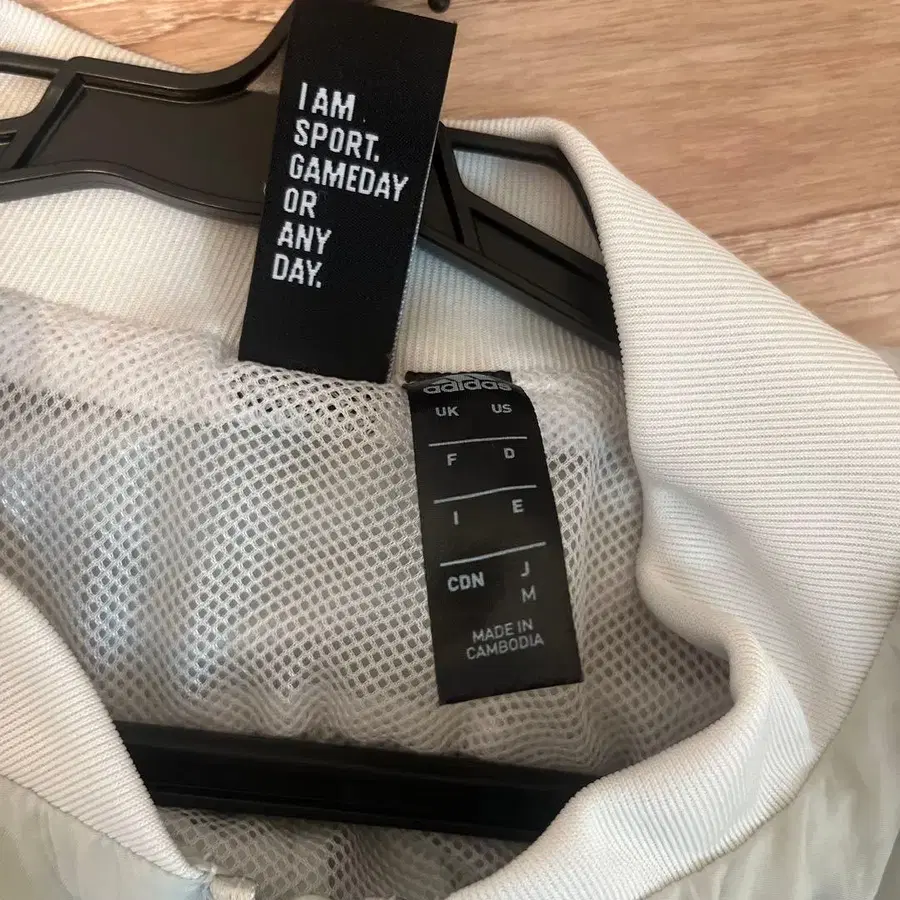 I AM
SPORT.
GAMEDAY
OR
ANY
DAY.
adidas
UK US
F D
I E
CDN J
M
MADE IN
CAMBODIA